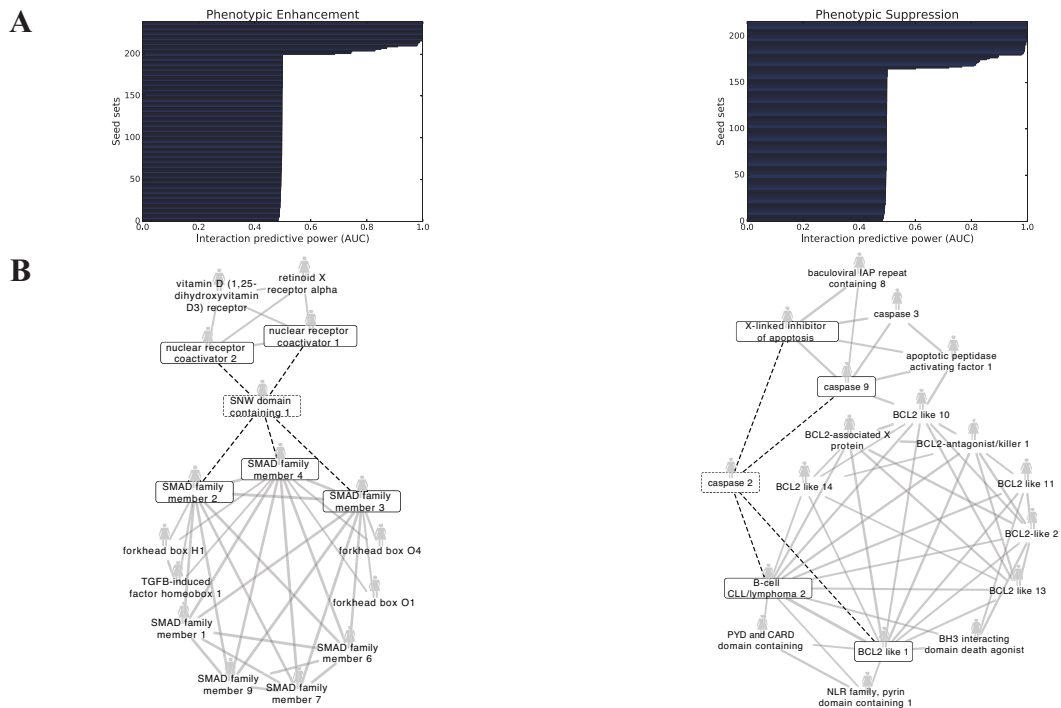 A
Phenotypic Enhancement
Seed sets
200
150
100
50
0
0.0 0.2 0.4 0.6 0.8 1.0
Interaction predictive power (AUC)
Phenotypic Suppression
Seed sets
200
150
100
50
0
0.0 0.2 0.4 0.6 0.8 1.0
Interaction predictive power (AUC)
B
vitamin D (1,25-
dihydroxyvitamin
D3) receptor
retinoid X
receptor alpha
nuclear receptor
coactivator 1
nuclear receptor
coactivator 2
SNW domain
containing 1
SMAD family
member 4
SMAD family
member 2
SMAD family
member 3
forkhead box H1
forkhead box O4
TGFB-induced
factor homeobox 1
forkhead box O1
SMAD family
member 1
SMAD family
member 6
SMAD family
member 9
SMAD family
member 7
baculoviral IAP repeat
containing 8
caspase 3
X-linked inhibitor
of apoptosis
apoptotic peptidase
activating factor 1
caspase 9
BCL2 like 10
BCL2-associated X
protein
BCL2-antagonist/killer 1
caspase 2
BCL2 like 14
BCL2 like 11
BCL2-like 2
B-cell
CLL/lymphoma 2
BCL2 like 13
PYD and CARD
domain containing
BCL2 like 1
BH3 interacting
domain death agonist
NLR family, pyrin
domain containing 1